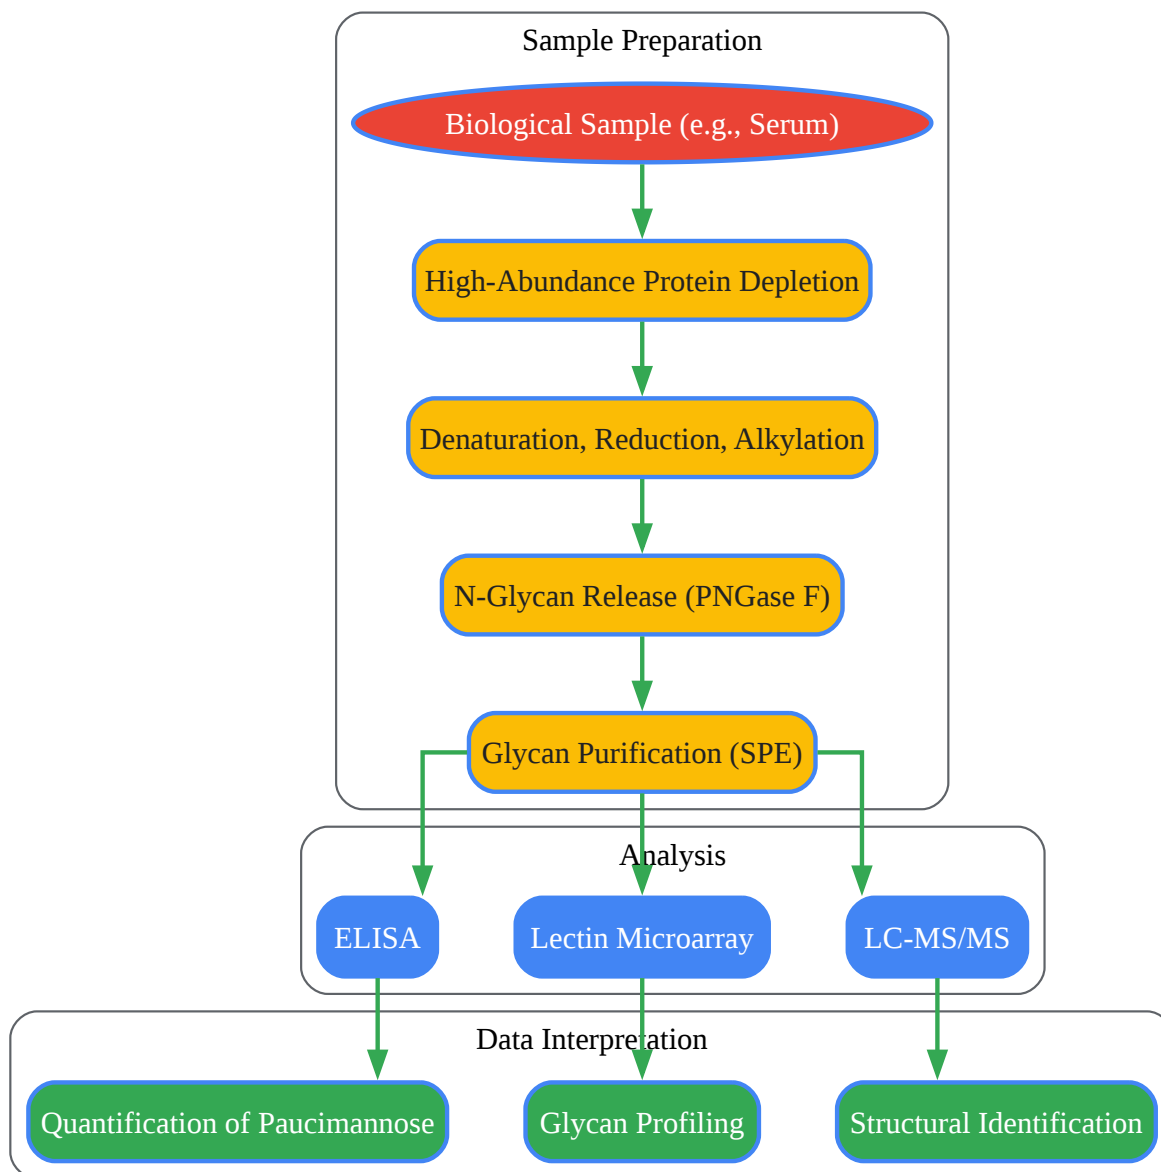 Sample Preparation
Biological Sample (e.g., Serum)
High-Abundance Protein Depletion
Denaturation, Reduction, Alkylation
N-Glycan Release (PNGase F)
Glycan Purification (SPE)
Analysis
ELISA
Lectin Microarray
LC-MS/MS
Data Interpretation
Quantification of Paucimannose
Glycan Profiling
Structural Identification